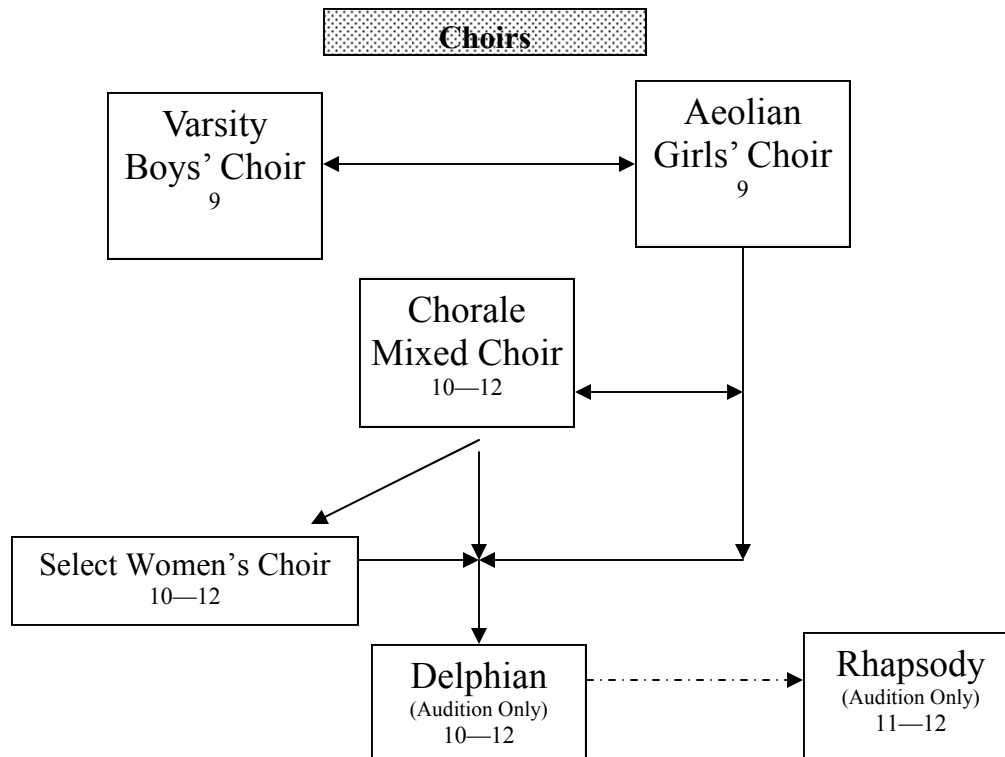 Choirs
Varsity
Boys’ Choir
9
Aeolian
Girls’ Choir
9
Chorale
Mixed Choir
10—12
Select Women’s Choir
10—12
Delphian
(Audition Only)
10—12
Rhapsody
(Audition Only)
11—12